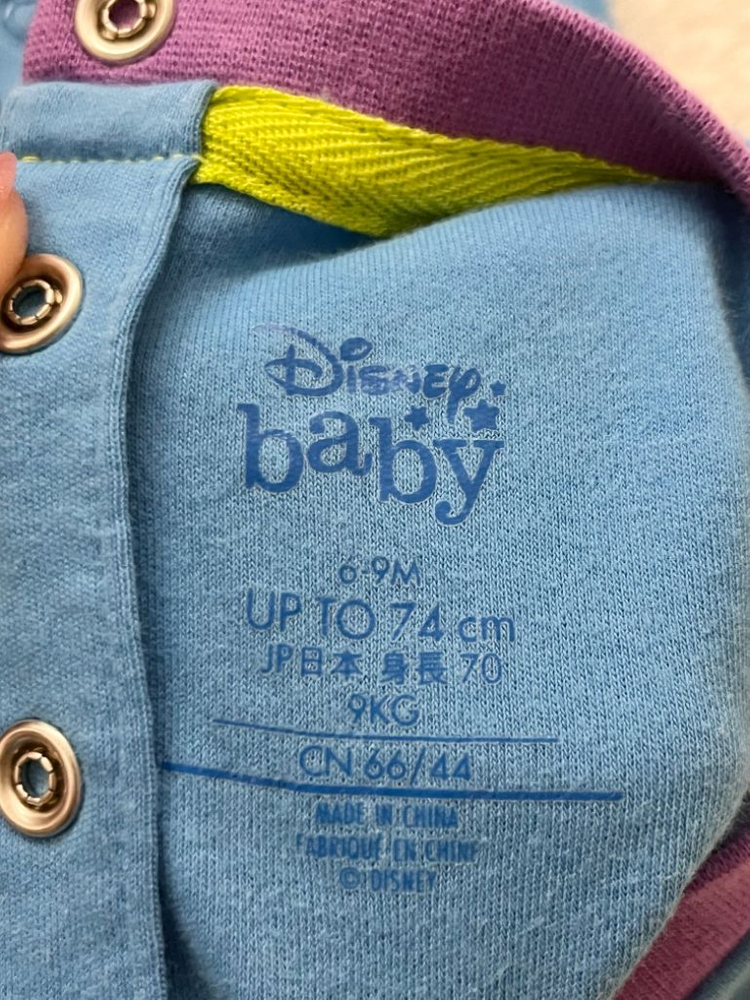 Disney
baby
6-9M
UP TO 74 cm
JP日本 身長 70
9KG
CN 66/44
MADE IN CHINA
FABRIQUÉ EN CHINE
© DISNEY